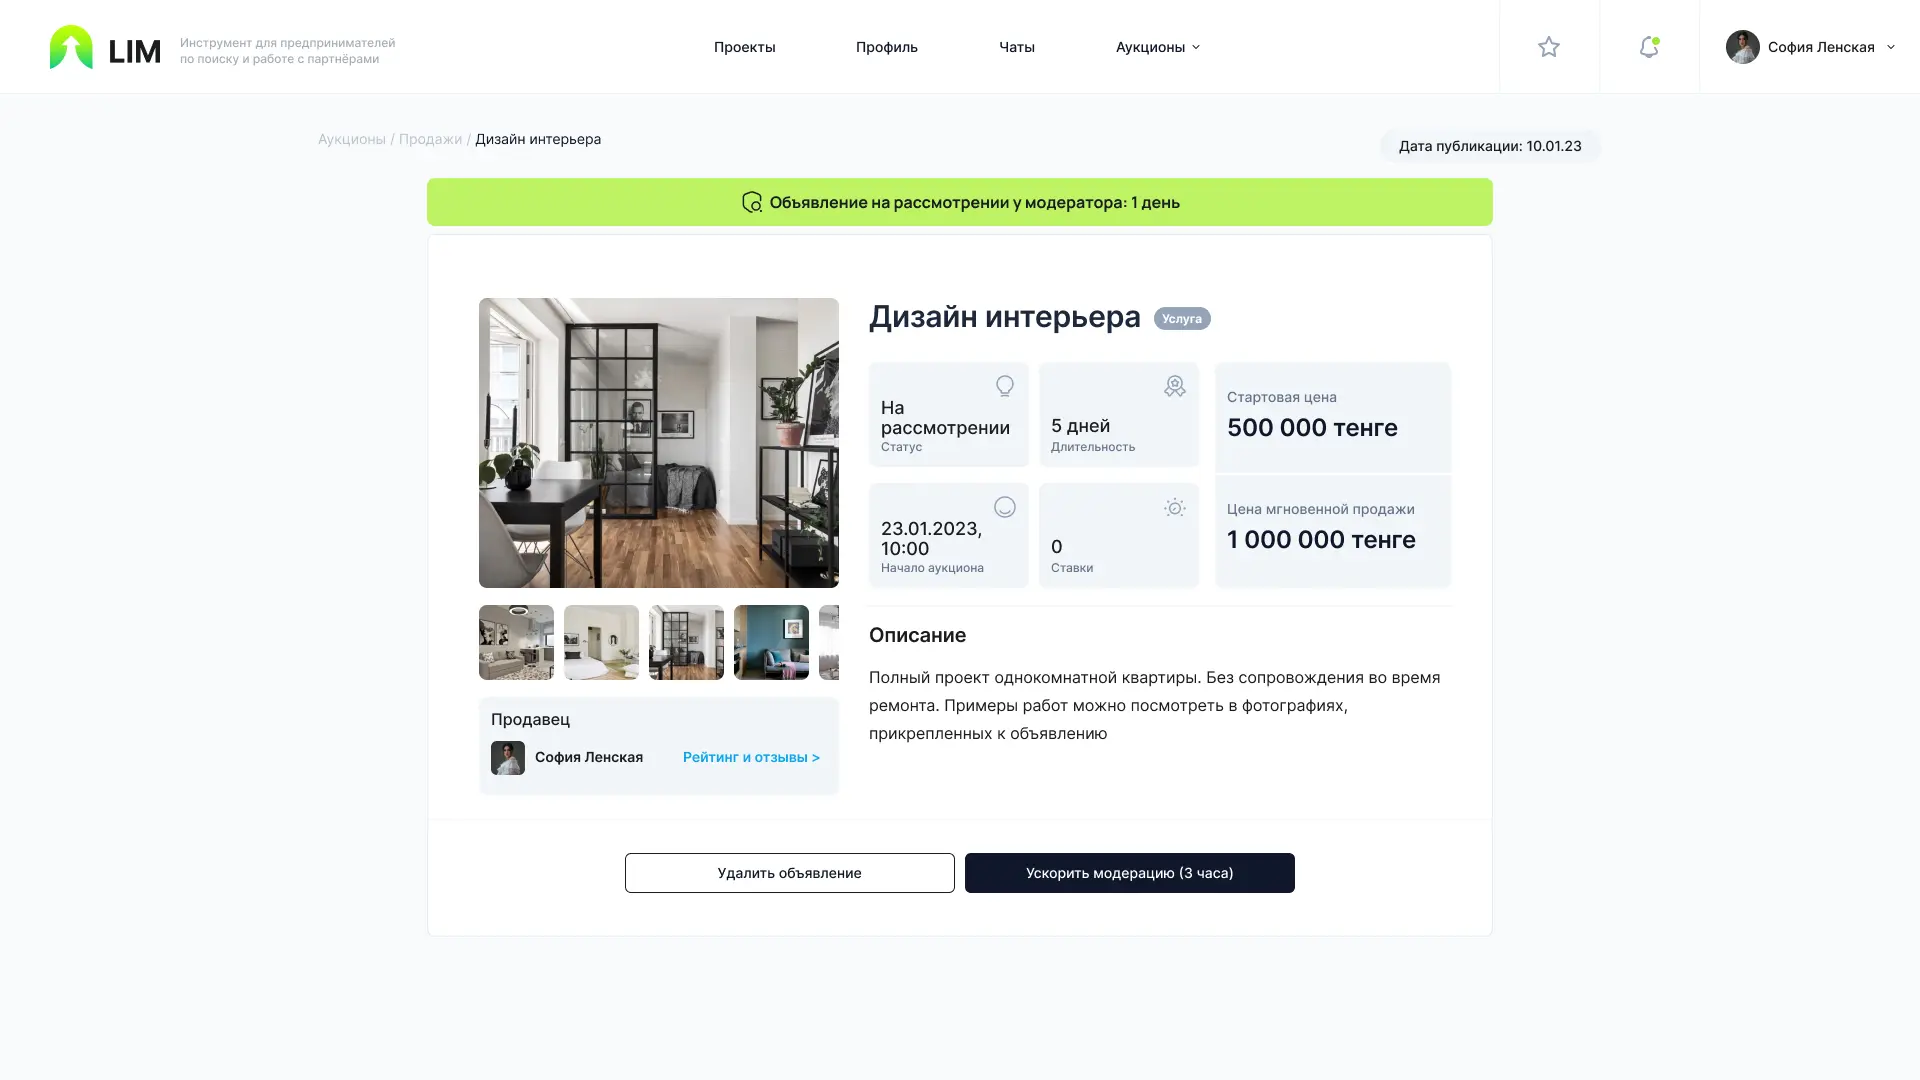 LIM
Инструмент для предпринимателей
по поиску и работе с партнёрами
Проекты
Профиль
Чаты
Аукционы
София Ленская
Аукционы / Продажи / Дизайн интерьера
Дата публикации: 10.01.23
Объявление на рассмотрении у модератора: 1 день
Дизайн интерьера
Услуга
На
рассмотрении
Статус
5 дней
Длительность
Стартовая цена
500 000 тенге
23.01.2023,
10:00
Начало аукциона
0
Ставки
Цена мгновенной продажи
1 000 000 тенге
Описание
Полный проект однокомнатной квартиры. Без сопровождения во время
ремонта. Примеры работ можно посмотреть в фотографиях,
прикрепленных к объявлению
Продавец
София Ленская
Рейтинг и отзывы >
Удалить объявление
Ускорить модерацию (3 часа)